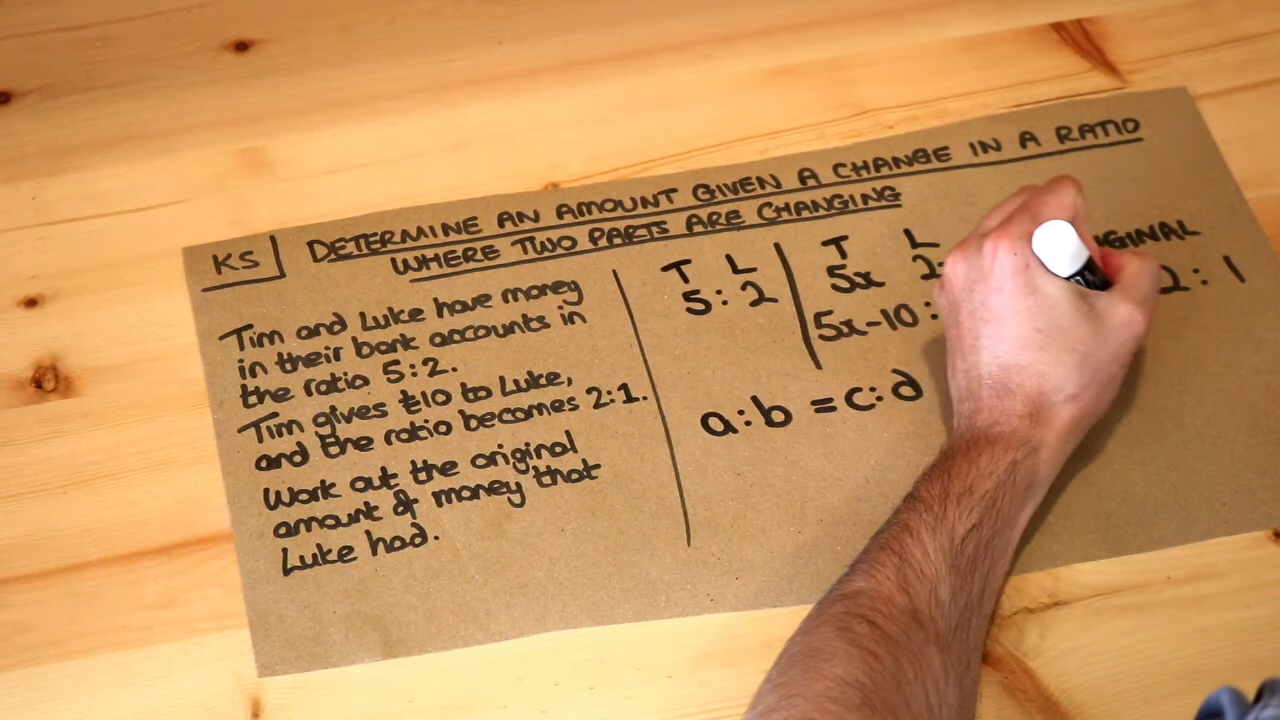 KS
DETERMINE AN AMOUNT GIVEN A CHANGE IN A RATIO
WHERE TWO PARTS ARE CHANGING
Tim and Luke have money
in their bank accounts in
the ratio 5:2.
Tim gives £10 to Luke,
and the ratio becomes 2:1.
Work out the original
amount of money that
Luke had.
T L
5 : 2
T L
5x 2
5x-10 :
2 : 1
a:b = c:d